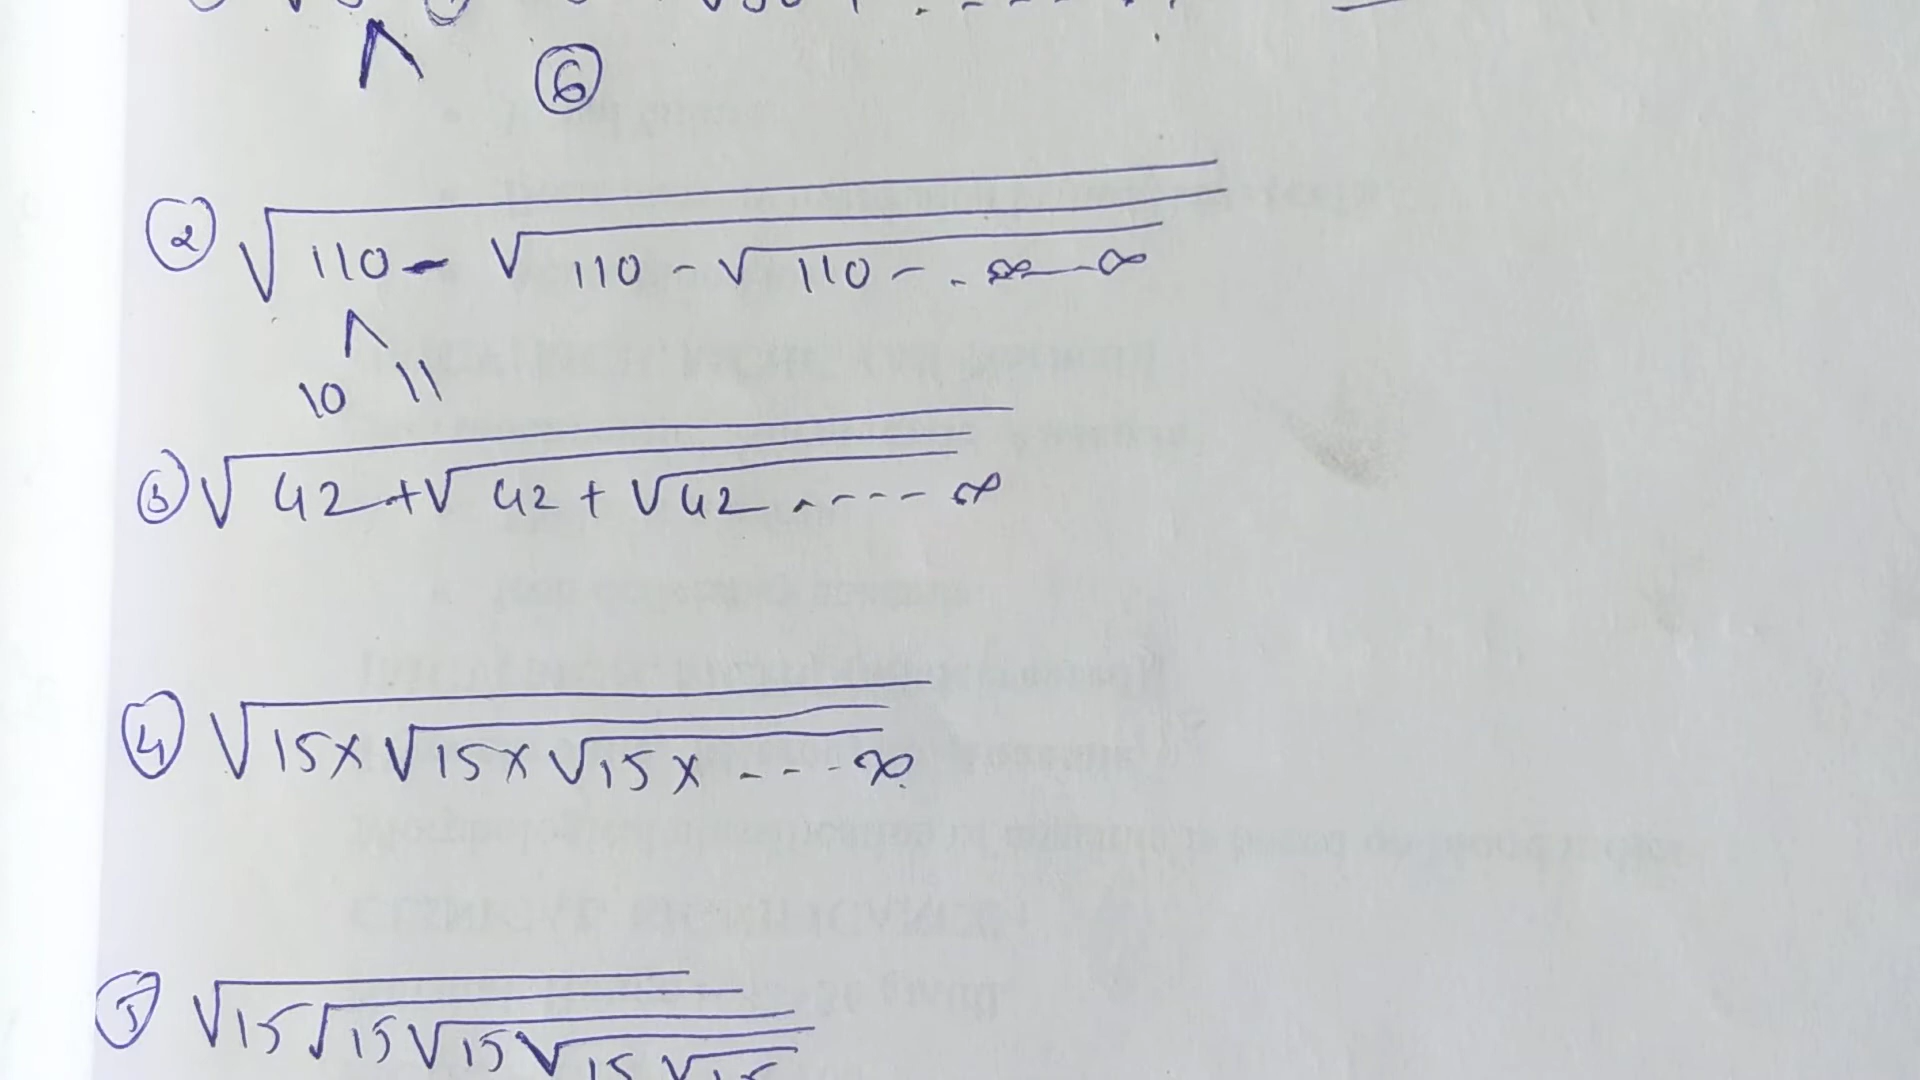 ⑥
② √110 - √110 - √110 - . ∞ — ∞
10 11
③ √42 + √42 + √42 . - - - - ∞
④ √15 x √15 x √15 x - - - ∞
⑤ √15 √15 √15 √15 √15